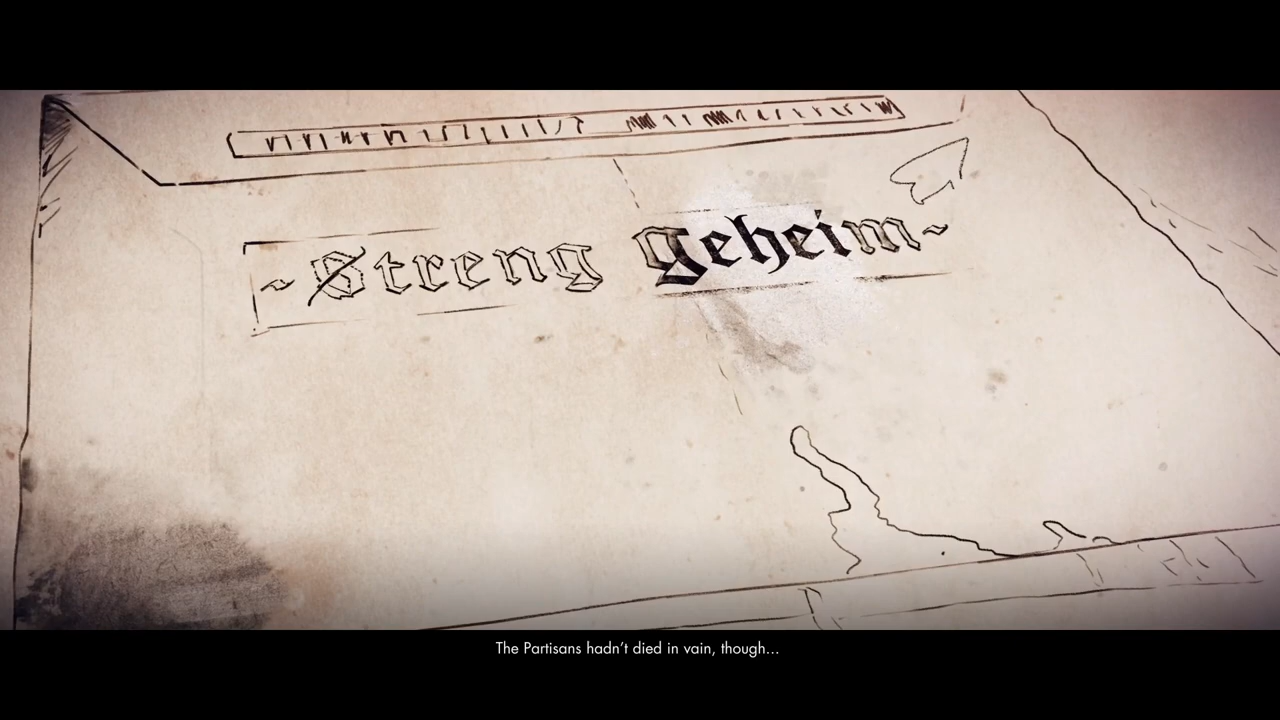 ~Streng geheim~
The Partisans hadn't died in vain, though...